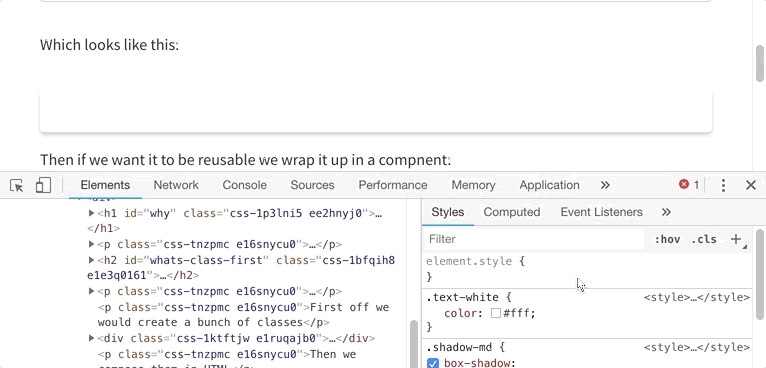 Which looks like this:
Then if we want it to be reusable we wrap it up in a compnent.
Elements Network Console Sources Performance Memory Application » 1
<h1 id="why" class="css-1p3lni5 ee2hnyj0">…
</h1>
<p class="css-tnzpmc e16snycu0">…</p>
<h2 id="whats-class-first" class="css-1bfqih8
e1e3q0161">…</h2>
<p class="css-tnzpmc e16snycu0">…</p>
<p class="css-tnzpmc e16snycu0">First off we
would create a bunch of classes</p>
<div class="css-1ktftjw e1ruqajb0">…</div>
<p class="css-tnzpmc e16snycu0">Then we
Styles Computed Event Listeners »
Filter :hov .cls +
element.style {
}
.text-white { <style>…</style>
color: #fff;
}
.shadow-md { <style>…</style>
box-shadow: